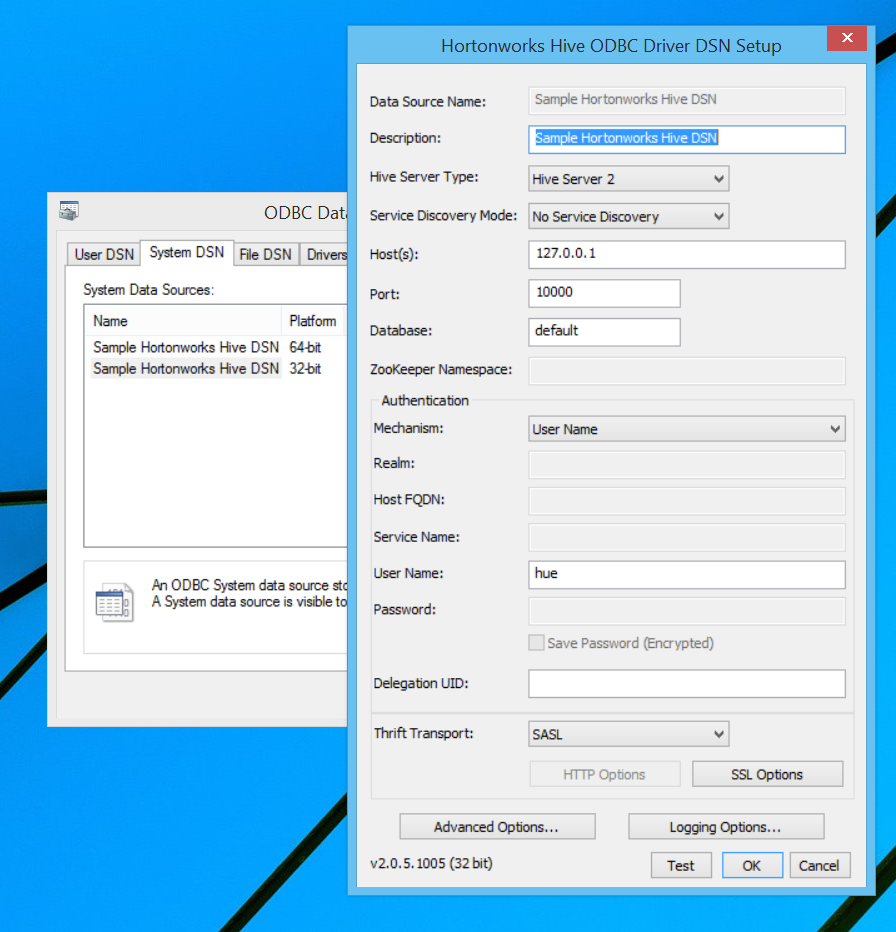 Hortonworks Hive ODBC Driver DSN Setup
Data Source Name: Sample Hortonworks Hive DSN
Description: Sample Hortonworks Hive DSN
Hive Server Type: Hive Server 2
Service Discovery Mode: No Service Discovery
Host(s): 127.0.0.1
Port: 10000
Database: default
ZooKeeper Namespace:
Authentication
Mechanism: User Name
Realm:
Host FQDN:
Service Name:
User Name: hue
Password:
Save Password (Encrypted)
Delegation UID:
Thrift Transport: SASL
HTTP Options SSL Options
Advanced Options... Logging Options...
v2.0.5.1005 (32 bit) Test OK Cancel
ODBC Data
User DSN System DSN File DSN Drivers
System Data Sources:
Name Platform
Sample Hortonworks Hive DSN 64-bit
Sample Hortonworks Hive DSN 32-bit
An ODBC System data source sto
A System data source is visible to